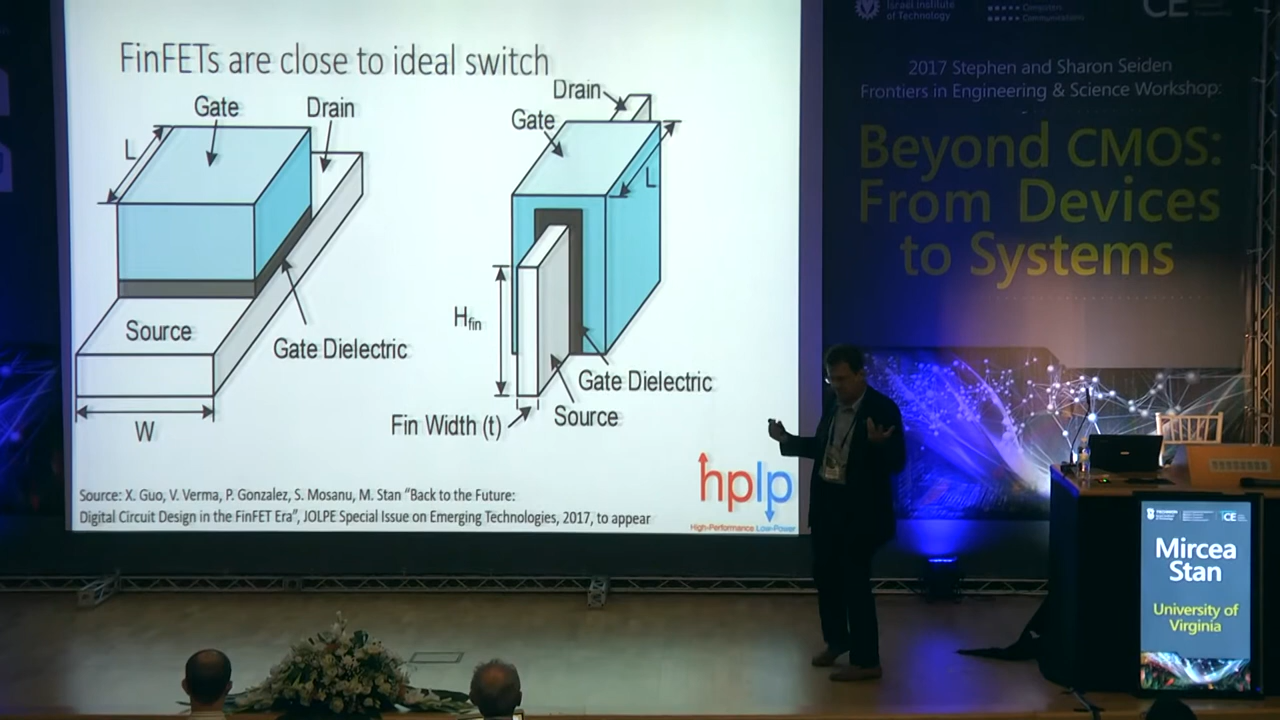 FinFETs are close to ideal switch
Gate
Drain
L
Source
Gate Dielectric
W
Drain
Gate
L
Hfin
Gate Dielectric
Source
Fin Width (t)
Source: X. Guo, V. Verma, P. Gonzalez, S. Mosanu, M. Stan “Back to the Future:
Digital Circuit Design in the FinFET Era”, JOLPE Special Issue on Emerging Technologies, 2017, to appear
hplp
High-Performance Low-Power
Israel Institute
of Technology
CE
2017 Stephen and Sharon Seiden
Frontiers in Engineering & Science Workshop:
Beyond CMOS:
From Devices
to Systems
CE
Mircea
Stan
University of
Virginia